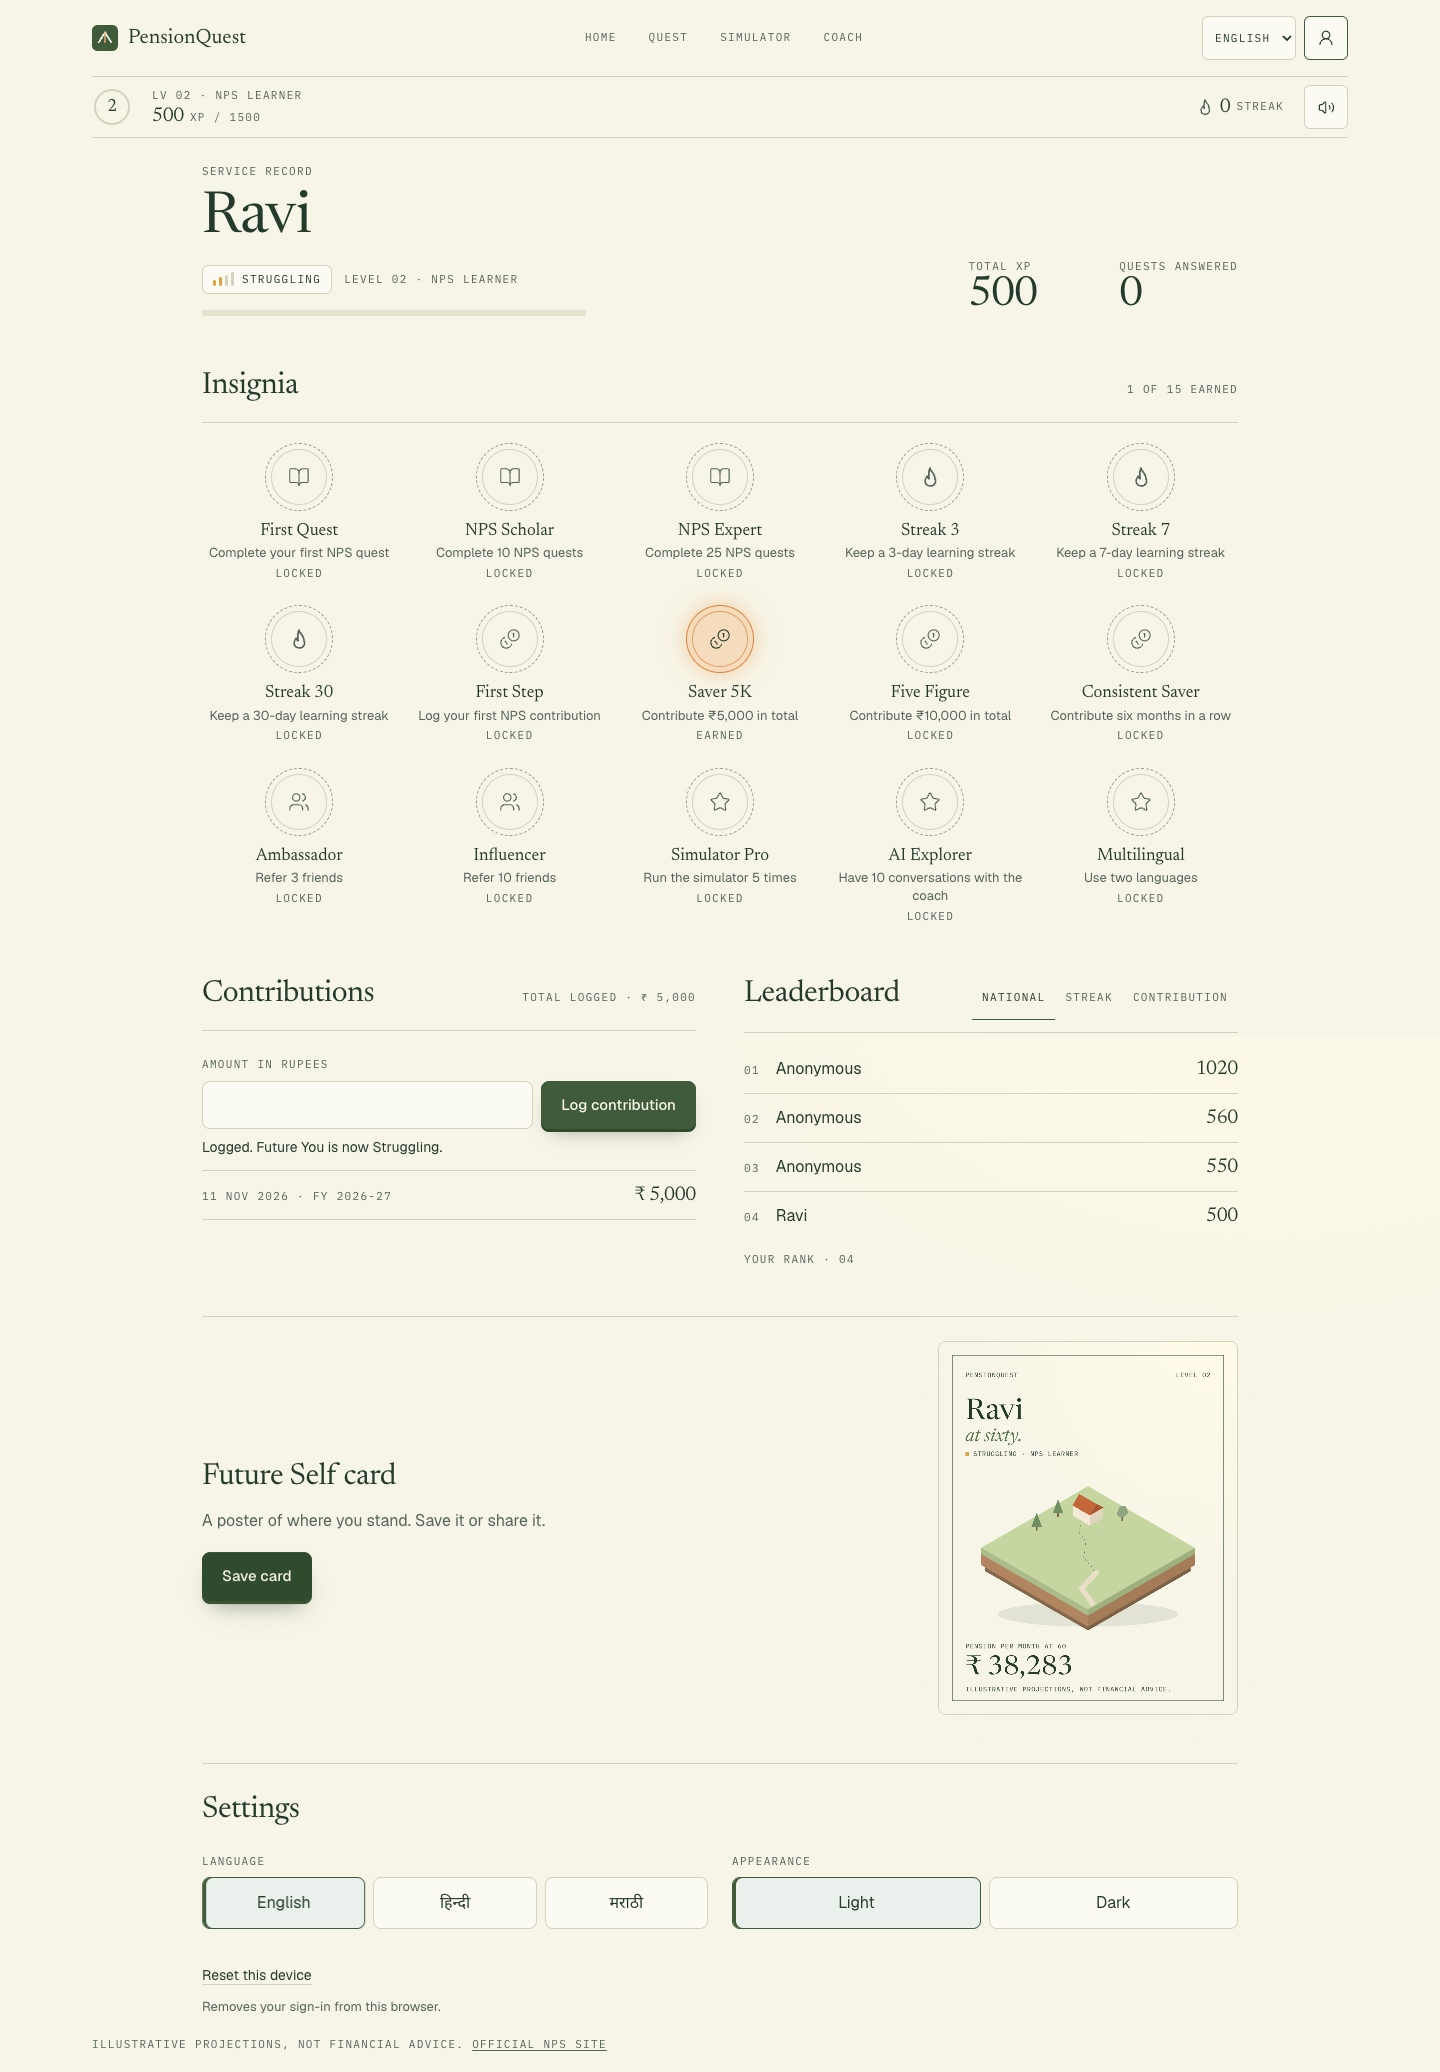 PensionQuest
HOME QUEST SIMULATOR COACH
ENGLISH
2
LV 02 · NPS LEARNER
500 XP / 1500
0 STREAK
SERVICE RECORD
Ravi
STRUGGLING LEVEL 02 · NPS LEARNER
TOTAL XP
500
QUESTS ANSWERED
0
Insignia
1 OF 15 EARNED
First Quest
Complete your first NPS quest
LOCKED
NPS Scholar
Complete 10 NPS quests
LOCKED
NPS Expert
Complete 25 NPS quests
LOCKED
Streak 3
Keep a 3-day learning streak
LOCKED
Streak 7
Keep a 7-day learning streak
LOCKED
Streak 30
Keep a 30-day learning streak
LOCKED
First Step
Log your first NPS contribution
LOCKED
Saver 5K
Contribute ₹5,000 in total
EARNED
Five Figure
Contribute ₹10,000 in total
LOCKED
Consistent Saver
Contribute six months in a row
LOCKED
Ambassador
Refer 3 friends
LOCKED
Influencer
Refer 10 friends
LOCKED
Simulator Pro
Run the simulator 5 times
LOCKED
AI Explorer
Have 10 conversations with the
coach
LOCKED
Multilingual
Use two languages
LOCKED
Contributions
TOTAL LOGGED · ₹ 5,000
AMOUNT IN RUPEES
Log contribution
Logged. Future You is now Struggling.
11 NOV 2026 · FY 2026-27 ₹ 5,000
Leaderboard
NATIONAL STREAK CONTRIBUTION
01 Anonymous 1020
02 Anonymous 560
03 Anonymous 550
04 Ravi 500
YOUR RANK · 04
Future Self card
A poster of where you stand. Save it or share it.
Save card
PENSIONQUEST LEVEL 02
Ravi
at sixty.
STRUGGLING · NPS LEARNER
PENSION PER MONTH AT 60
₹ 38,283
ILLUSTRATIVE PROJECTIONS, NOT FINANCIAL ADVICE.
Settings
LANGUAGE
English हिन्दी मराठी
APPEARANCE
Light Dark
Reset this device
Removes your sign-in from this browser.
ILLUSTRATIVE PROJECTIONS, NOT FINANCIAL ADVICE. OFFICIAL NPS SITE